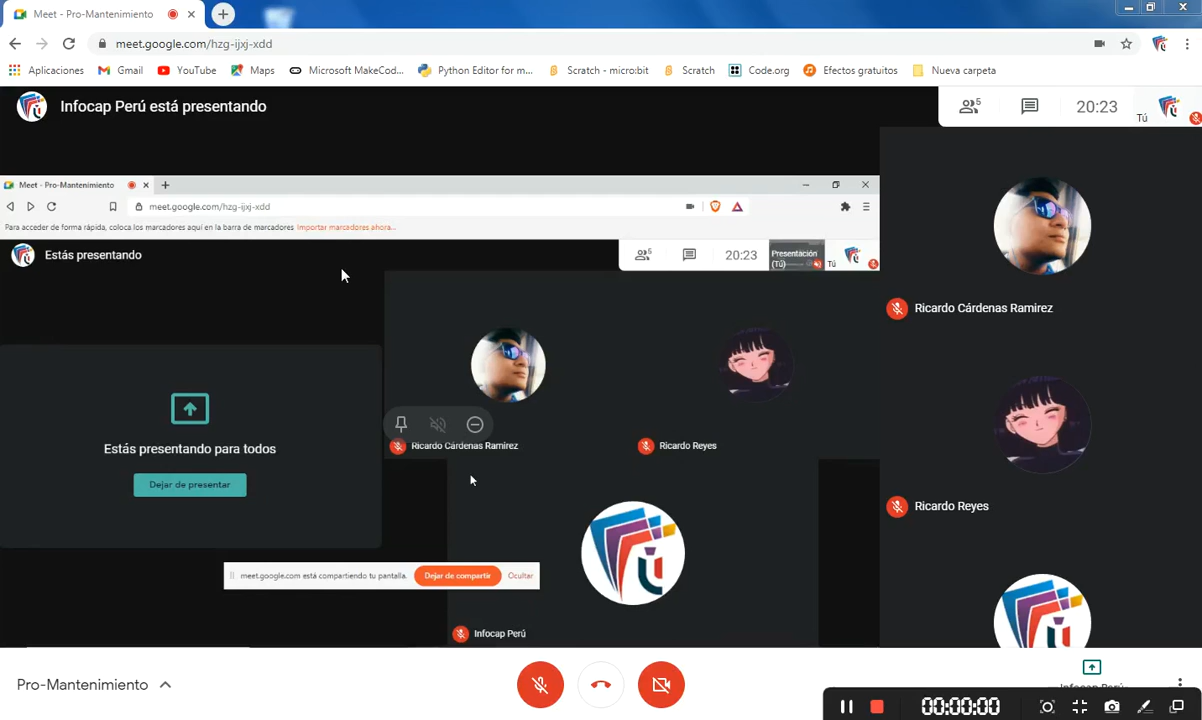 Meet - Pro-Mantenimiento
meet.google.com/hzg-ijxj-xdd
Aplicaciones Gmail YouTube Maps Microsoft MakeCod... Python Editor for m... Scratch - micro:bit Scratch Code.org Efectos gratuitos Nueva carpeta
Infocap Perú está presentando
5 20:23 Tú
Meet - Pro-Mantenimiento
meet.google.com/hzg-ijxj-xdd
Para acceder de forma rápida, coloca los marcadores aquí en la barra de marcadores Importar marcadores ahora...
Estás presentando
5 20:23 Presentación (Tú) Tú
Ricardo Cárdenas Ramirez
Estás presentando para todos
Dejar de presentar
Ricardo Cárdenas Ramirez
Ricardo Reyes
Ricardo Reyes
meet.google.com está compartiendo tu pantalla. Dejar de compartir Ocultar
Infocap Perú
Pro-Mantenimiento
Infocap Perú
00:00:00